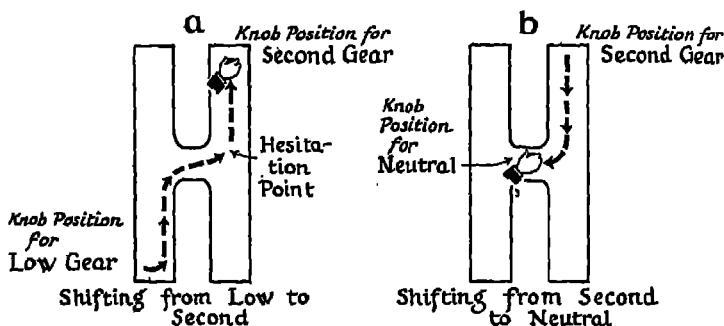 a
Knob Position for
Second Gear
Hesita-
tion
Point
Knob Position
for
Low Gear
Shifting from Low to
Second
b
Knob Position for
Second Gear
Knob
Position
for
Neutral
Shifting from Second
to Neutral